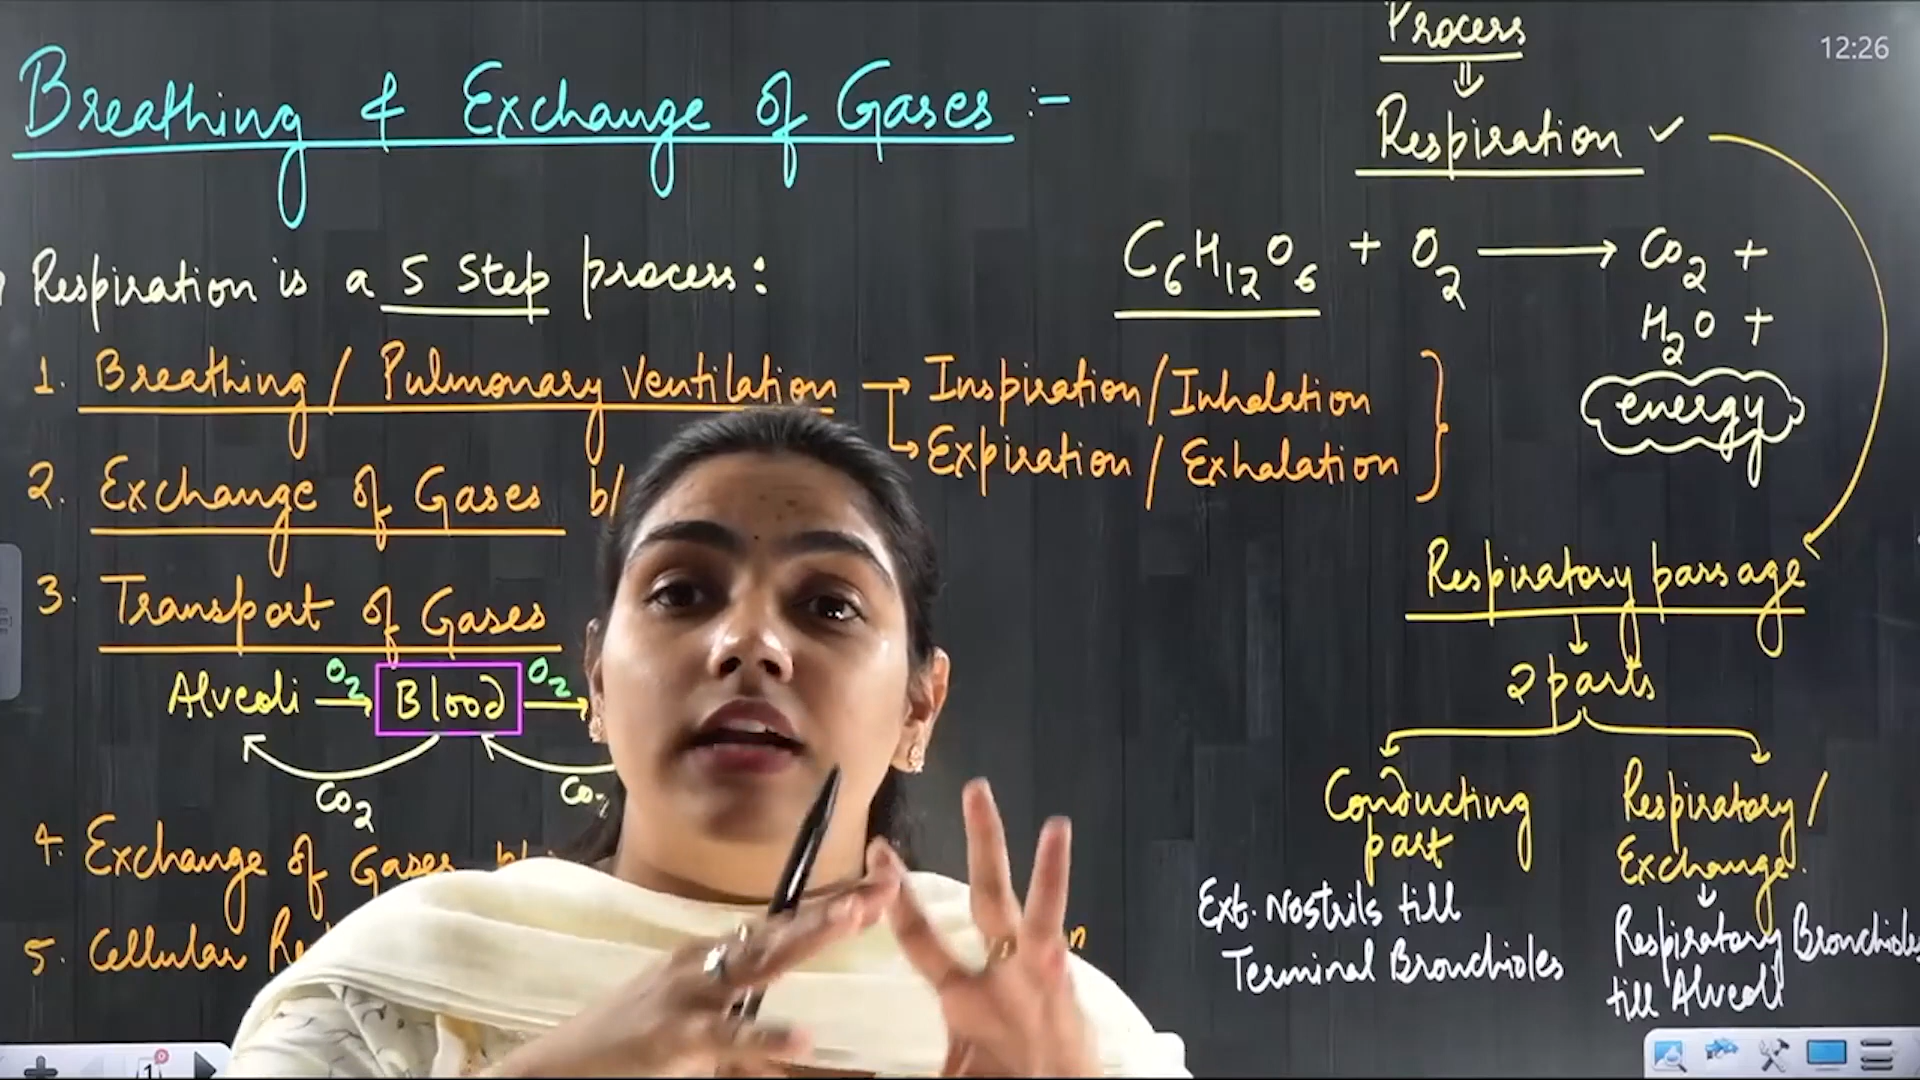 Process
12:26
Breathing & Exchange of Gases :-
⇓
Respiration ✓
Respiration is a 5 Step process:
C6H12O6 + O2 → CO2 +
H2O +
energy
1. Breathing / Pulmonary Ventilation → Inspiration / Inhalation
→ Expiration / Exhalation
2. Exchange of Gases b/
3. Transport of Gases
Alveoli O2 → Blood O2 →
CO2
4. Exchange of Gases
5. Cellular
Respiratory passage
↓
2 parts
Conducting part
Ext. Nostrils till
Terminal Bronchioles
Respiratory /
Exchange.
↓
Respiratory Bronchioles
till Alveoli